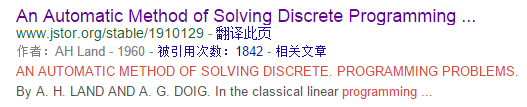 An Automatic Method of Solving Discrete Programming ...
www.jstor.org/stable/1910129 - 翻译此页
作者：AH Land - 1960 - 被引用次数：1842 - 相关文章
AN AUTOMATIC METHOD OF SOLVING DISCRETE. PROGRAMMING PROBLEMS.
By A. H. LAND AND A. G. DOIG. In the classical linear programming ...